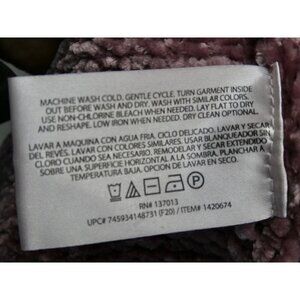 MACHINE WASH COLD. GENTLE CYCLE. TURN GARMENT INSIDE
OUT BEFORE WASH AND DRY. WASH WITH SIMILAR COLORS.
USE NON-CHLORINE BLEACH WHEN NEEDED. LAY FLAT TO DRY
AND RESHAPE. LOW IRON WHEN NEEDED. DRY CLEAN OPTIONAL.
LAVAR A MAQUINA CON AGUA FRIA. CICLO DELICADO. LAVAR Y SECAR
DEL REVÉS. LAVAR CON COLORES SIMILARES. USAR BLANQUEADOR SIN
CLORO CUANDO SEA NECESARIO. REMODELAR Y SECAR EXTENDIDO
SOBRE UNA SUPERFICIE HORIZONTAL A LA SOMBRA. PLANCHAR A
TEMPERATURA BAJA. OPCION DE LAVADO EN SECO.
RN# 137013
UPC# 745934148731 (F20) / ITEM# 1420674